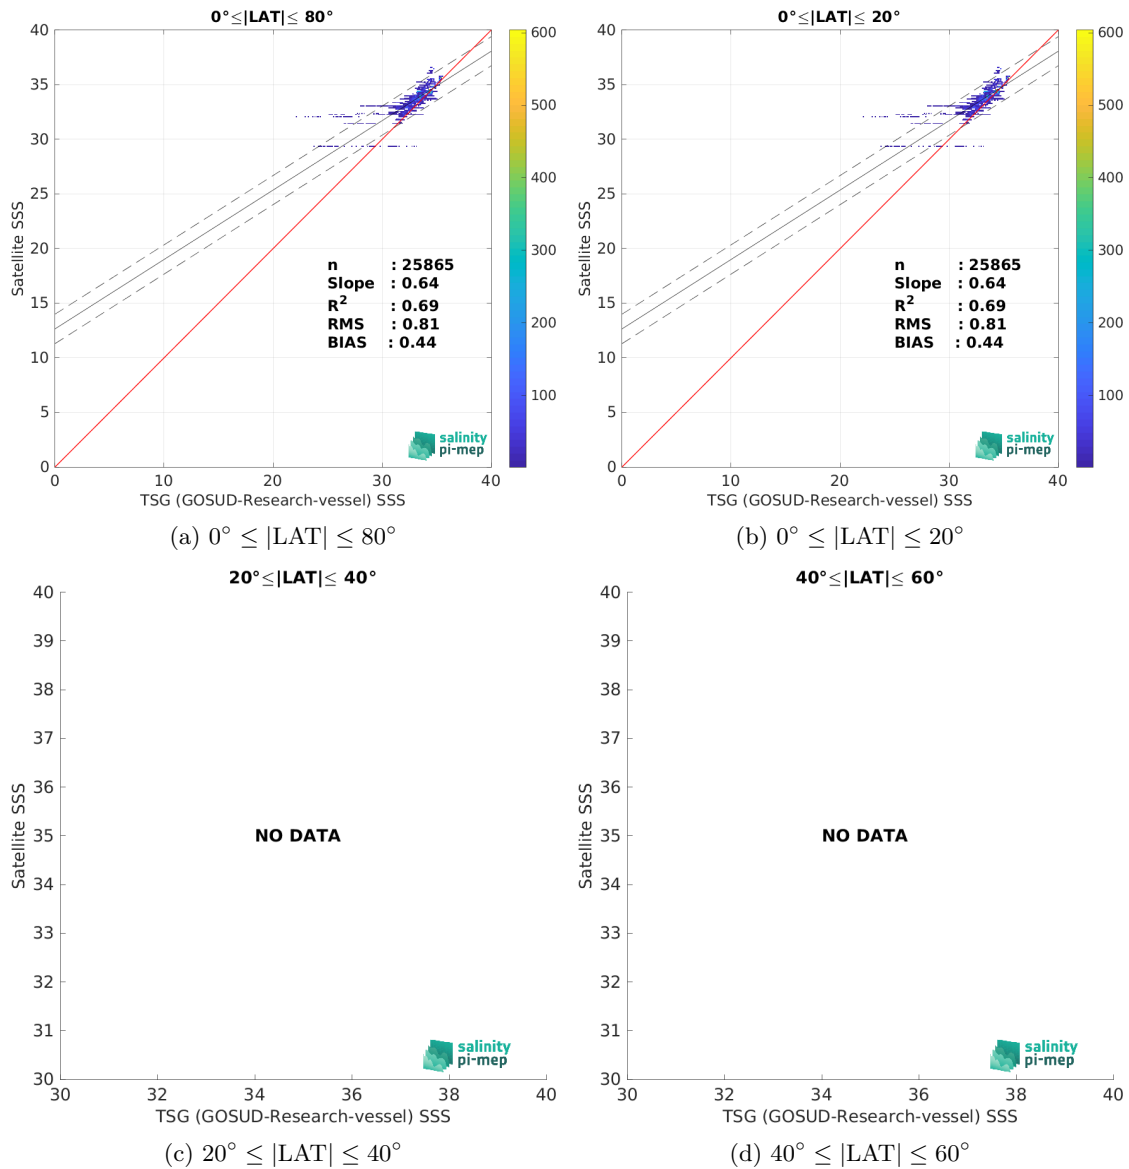 0°≤|LAT|≤ 80°
40
35
30
25
20
15
10
5
0
Satellite SSS
n : 25865
Slope : 0.64
R² : 0.69
RMS : 0.81
BIAS : 0.44
salinity
pi-mep
0 10 20 30 40
TSG (GOSUD-Research-vessel) SSS
600
500
400
300
200
100
(a) 0° ≤ |LAT| ≤ 80°
0°≤|LAT|≤ 20°
40
35
30
25
20
15
10
5
0
Satellite SSS
n : 25865
Slope : 0.64
R² : 0.69
RMS : 0.81
BIAS : 0.44
salinity
pi-mep
0 10 20 30 40
TSG (GOSUD-Research-vessel) SSS
600
500
400
300
200
100
(b) 0° ≤ |LAT| ≤ 20°
20°≤|LAT|≤ 40°
40
39
38
37
36
35
34
33
32
31
30
Satellite SSS
NO DATA
salinity
pi-mep
30 32 34 36 38 40
TSG (GOSUD-Research-vessel) SSS
(c) 20° ≤ |LAT| ≤ 40°
40°≤|LAT|≤ 60°
40
39
38
37
36
35
34
33
32
31
30
Satellite SSS
NO DATA
salinity
pi-mep
30 32 34 36 38 40
TSG (GOSUD-Research-vessel) SSS
(d) 40° ≤ |LAT| ≤ 60°